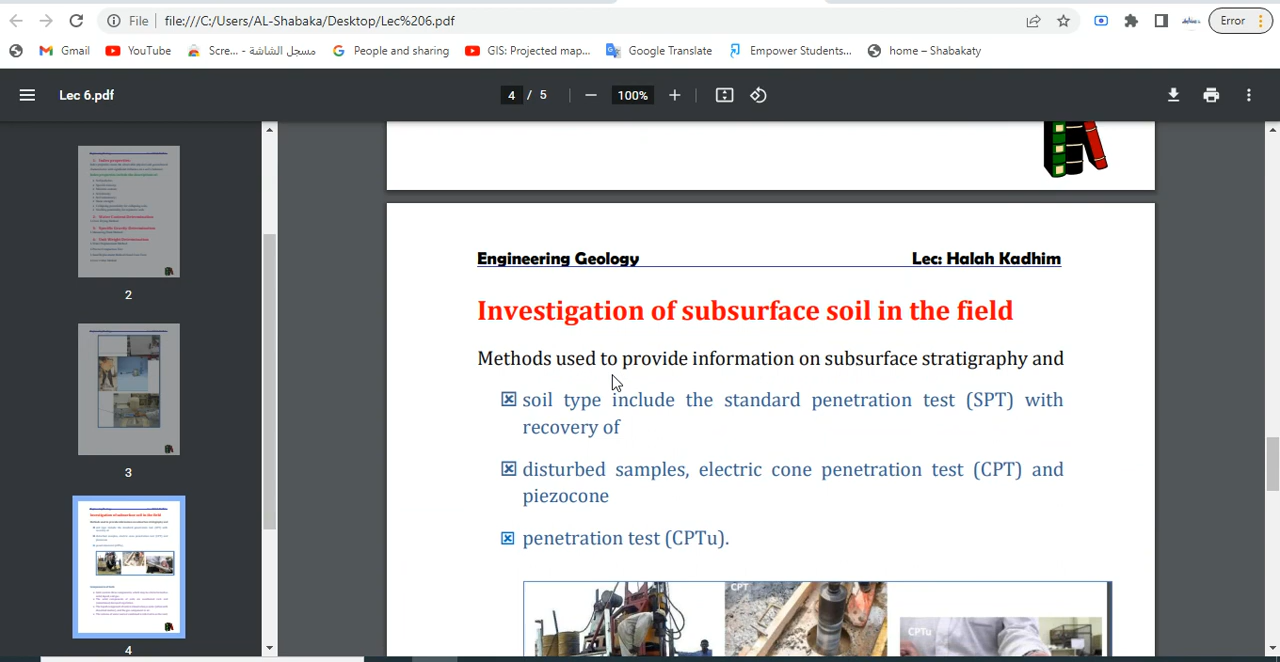 File
file:///C:/Users/AL-Shabaka/Desktop/Lec%206.pdf
Error
Gmail
YouTube
Scre... - مسجل الشاشة
People and sharing
GIS: Projected map...
Google Translate
Empower Students...
home – Shabakaty
Lec 6.pdf
4 / 5
100%
2
3
4
Engineering Geology Lec: Halah Kadhim
Investigation of subsurface soil in the field
Methods used to provide information on subsurface stratigraphy and
soil type include the standard penetration test (SPT) with
recovery of
disturbed samples, electric cone penetration test (CPT) and
piezocone
penetration test (CPTu).
CPT
CPTu